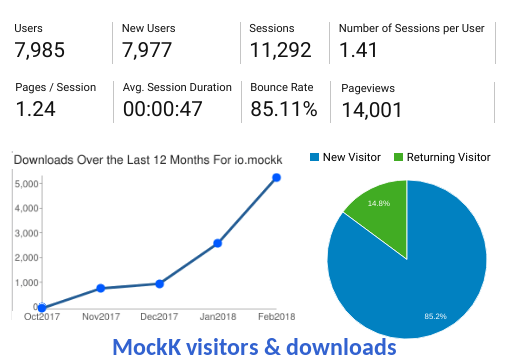 Users New Users Sessions Number of Sessions per User
7,985 7,977 11,292 1.41
Pages / Session Avg. Session Duration Bounce Rate Pageviews
1.24 00:00:47 85.11% 14,001
Downloads Over the Last 12 Months For io.mockk
New Visitor Returning Visitor
5,000
4,000
3,000
2,000
1,000
0
Oct2017 Nov2017 Dec2017 Jan2018 Feb2018
14.8%
85.2%
MockK visitors & downloads